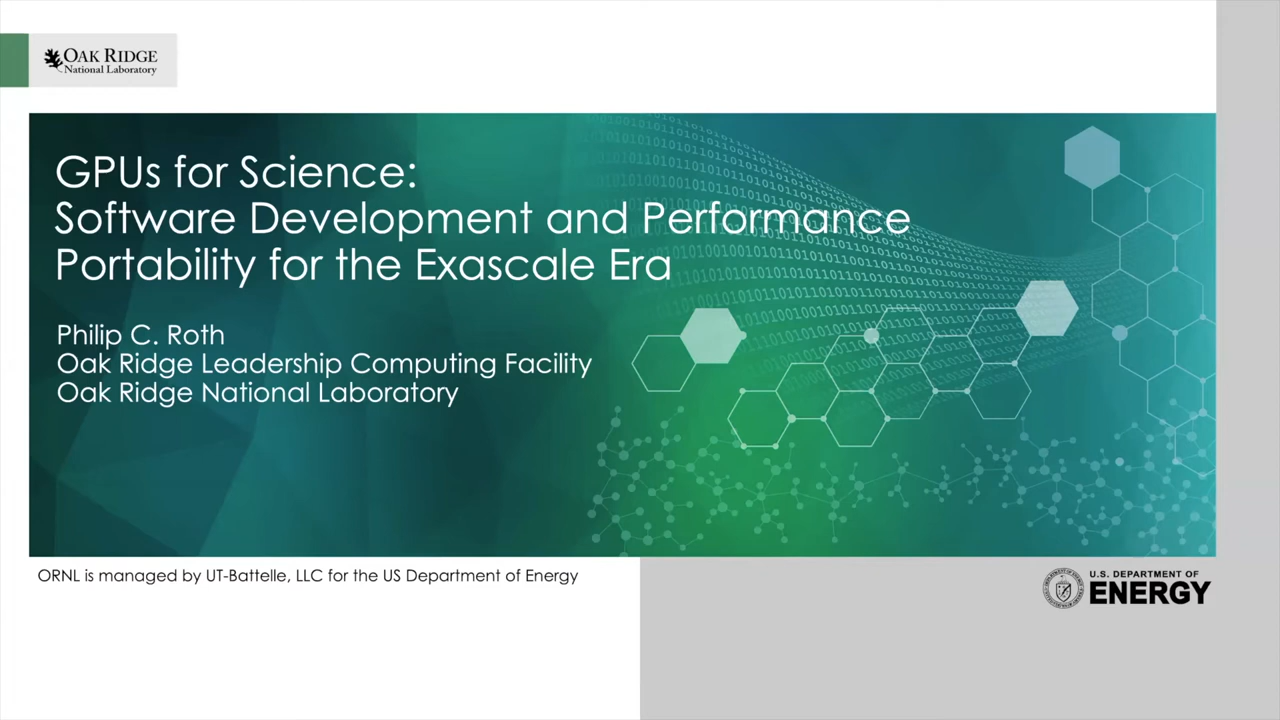 OAK RIDGE
National Laboratory
GPUs for Science:
Software Development and Performance
Portability for the Exascale Era
Philip C. Roth
Oak Ridge Leadership Computing Facility
Oak Ridge National Laboratory
ORNL is managed by UT-Battelle, LLC for the US Department of Energy
U.S. DEPARTMENT OF
ENERGY